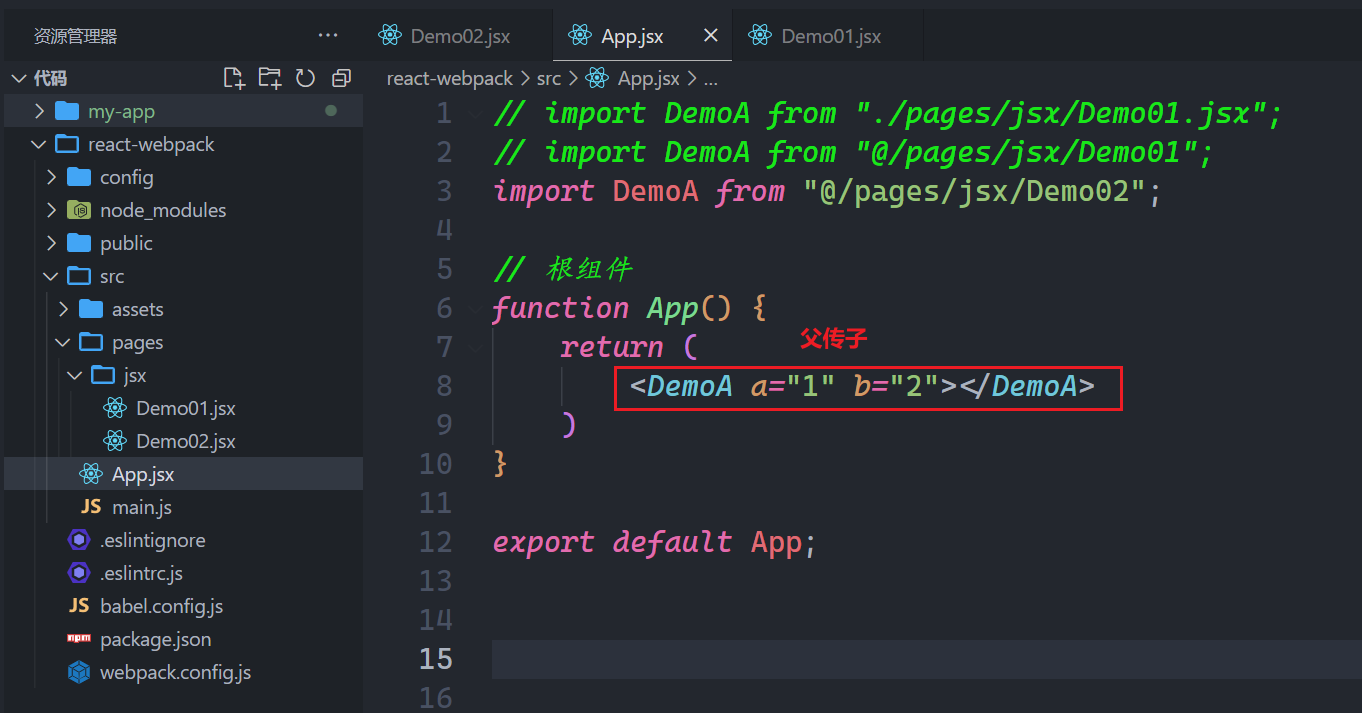 资源管理器
···
代码
my-app
react-webpack
config
node_modules
public
src
assets
pages
jsx
Demo01.jsx
Demo02.jsx
App.jsx
JS main.js
.eslintignore
.eslintrc.js
JS babel.config.js
npm package.json
webpack.config.js
Demo02.jsx App.jsx × Demo01.jsx
react-webpack > src > App.jsx > ...
1 // import DemoA from "./pages/jsx/Demo01.jsx";
2 // import DemoA from "@/pages/jsx/Demo01";
3 import DemoA from "@/pages/jsx/Demo02";
4
5 // 根组件
6 function App() {
父传子
7 return (
8 <DemoA a="1" b="2"></DemoA>
9 )
10 }
11
12 export default App;
13
14
15
16